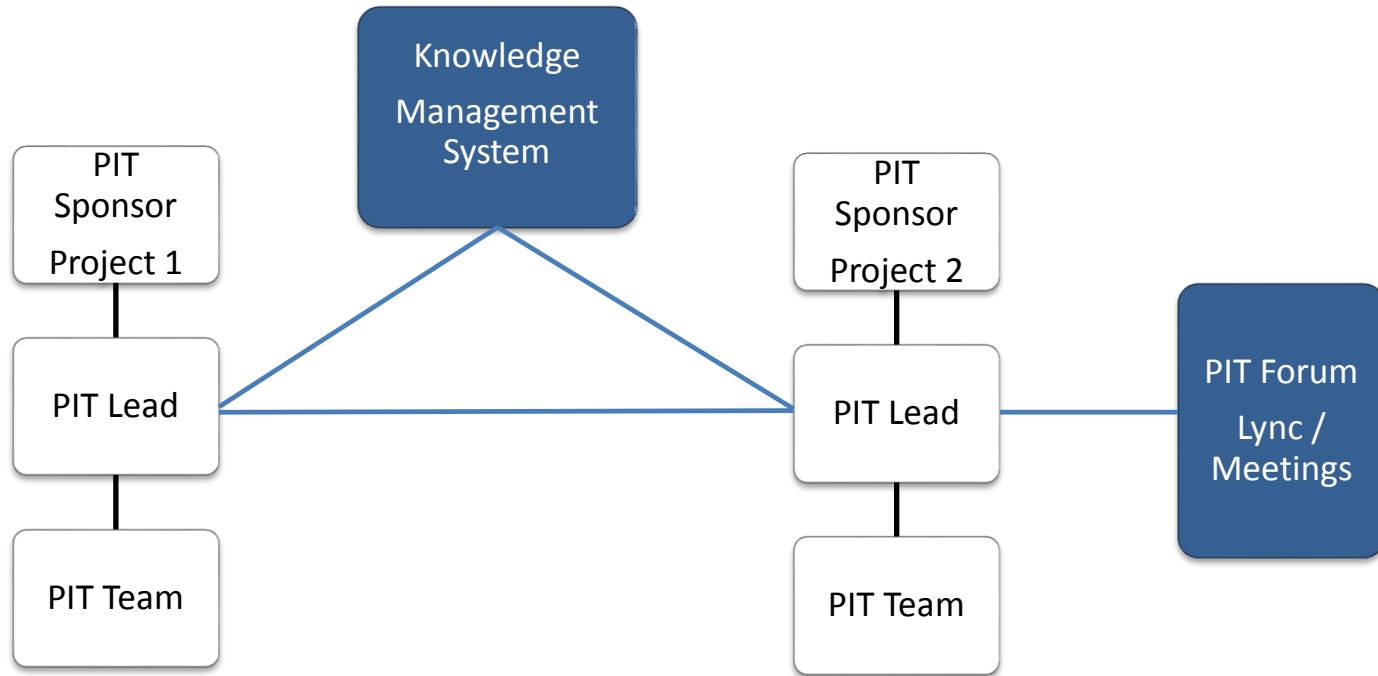 Knowledge
Management
System
PIT
Sponsor
Project 1
PIT
Sponsor
Project 2
PIT Lead
PIT Lead
PIT Forum
Lync /
Meetings
PIT Team
PIT Team